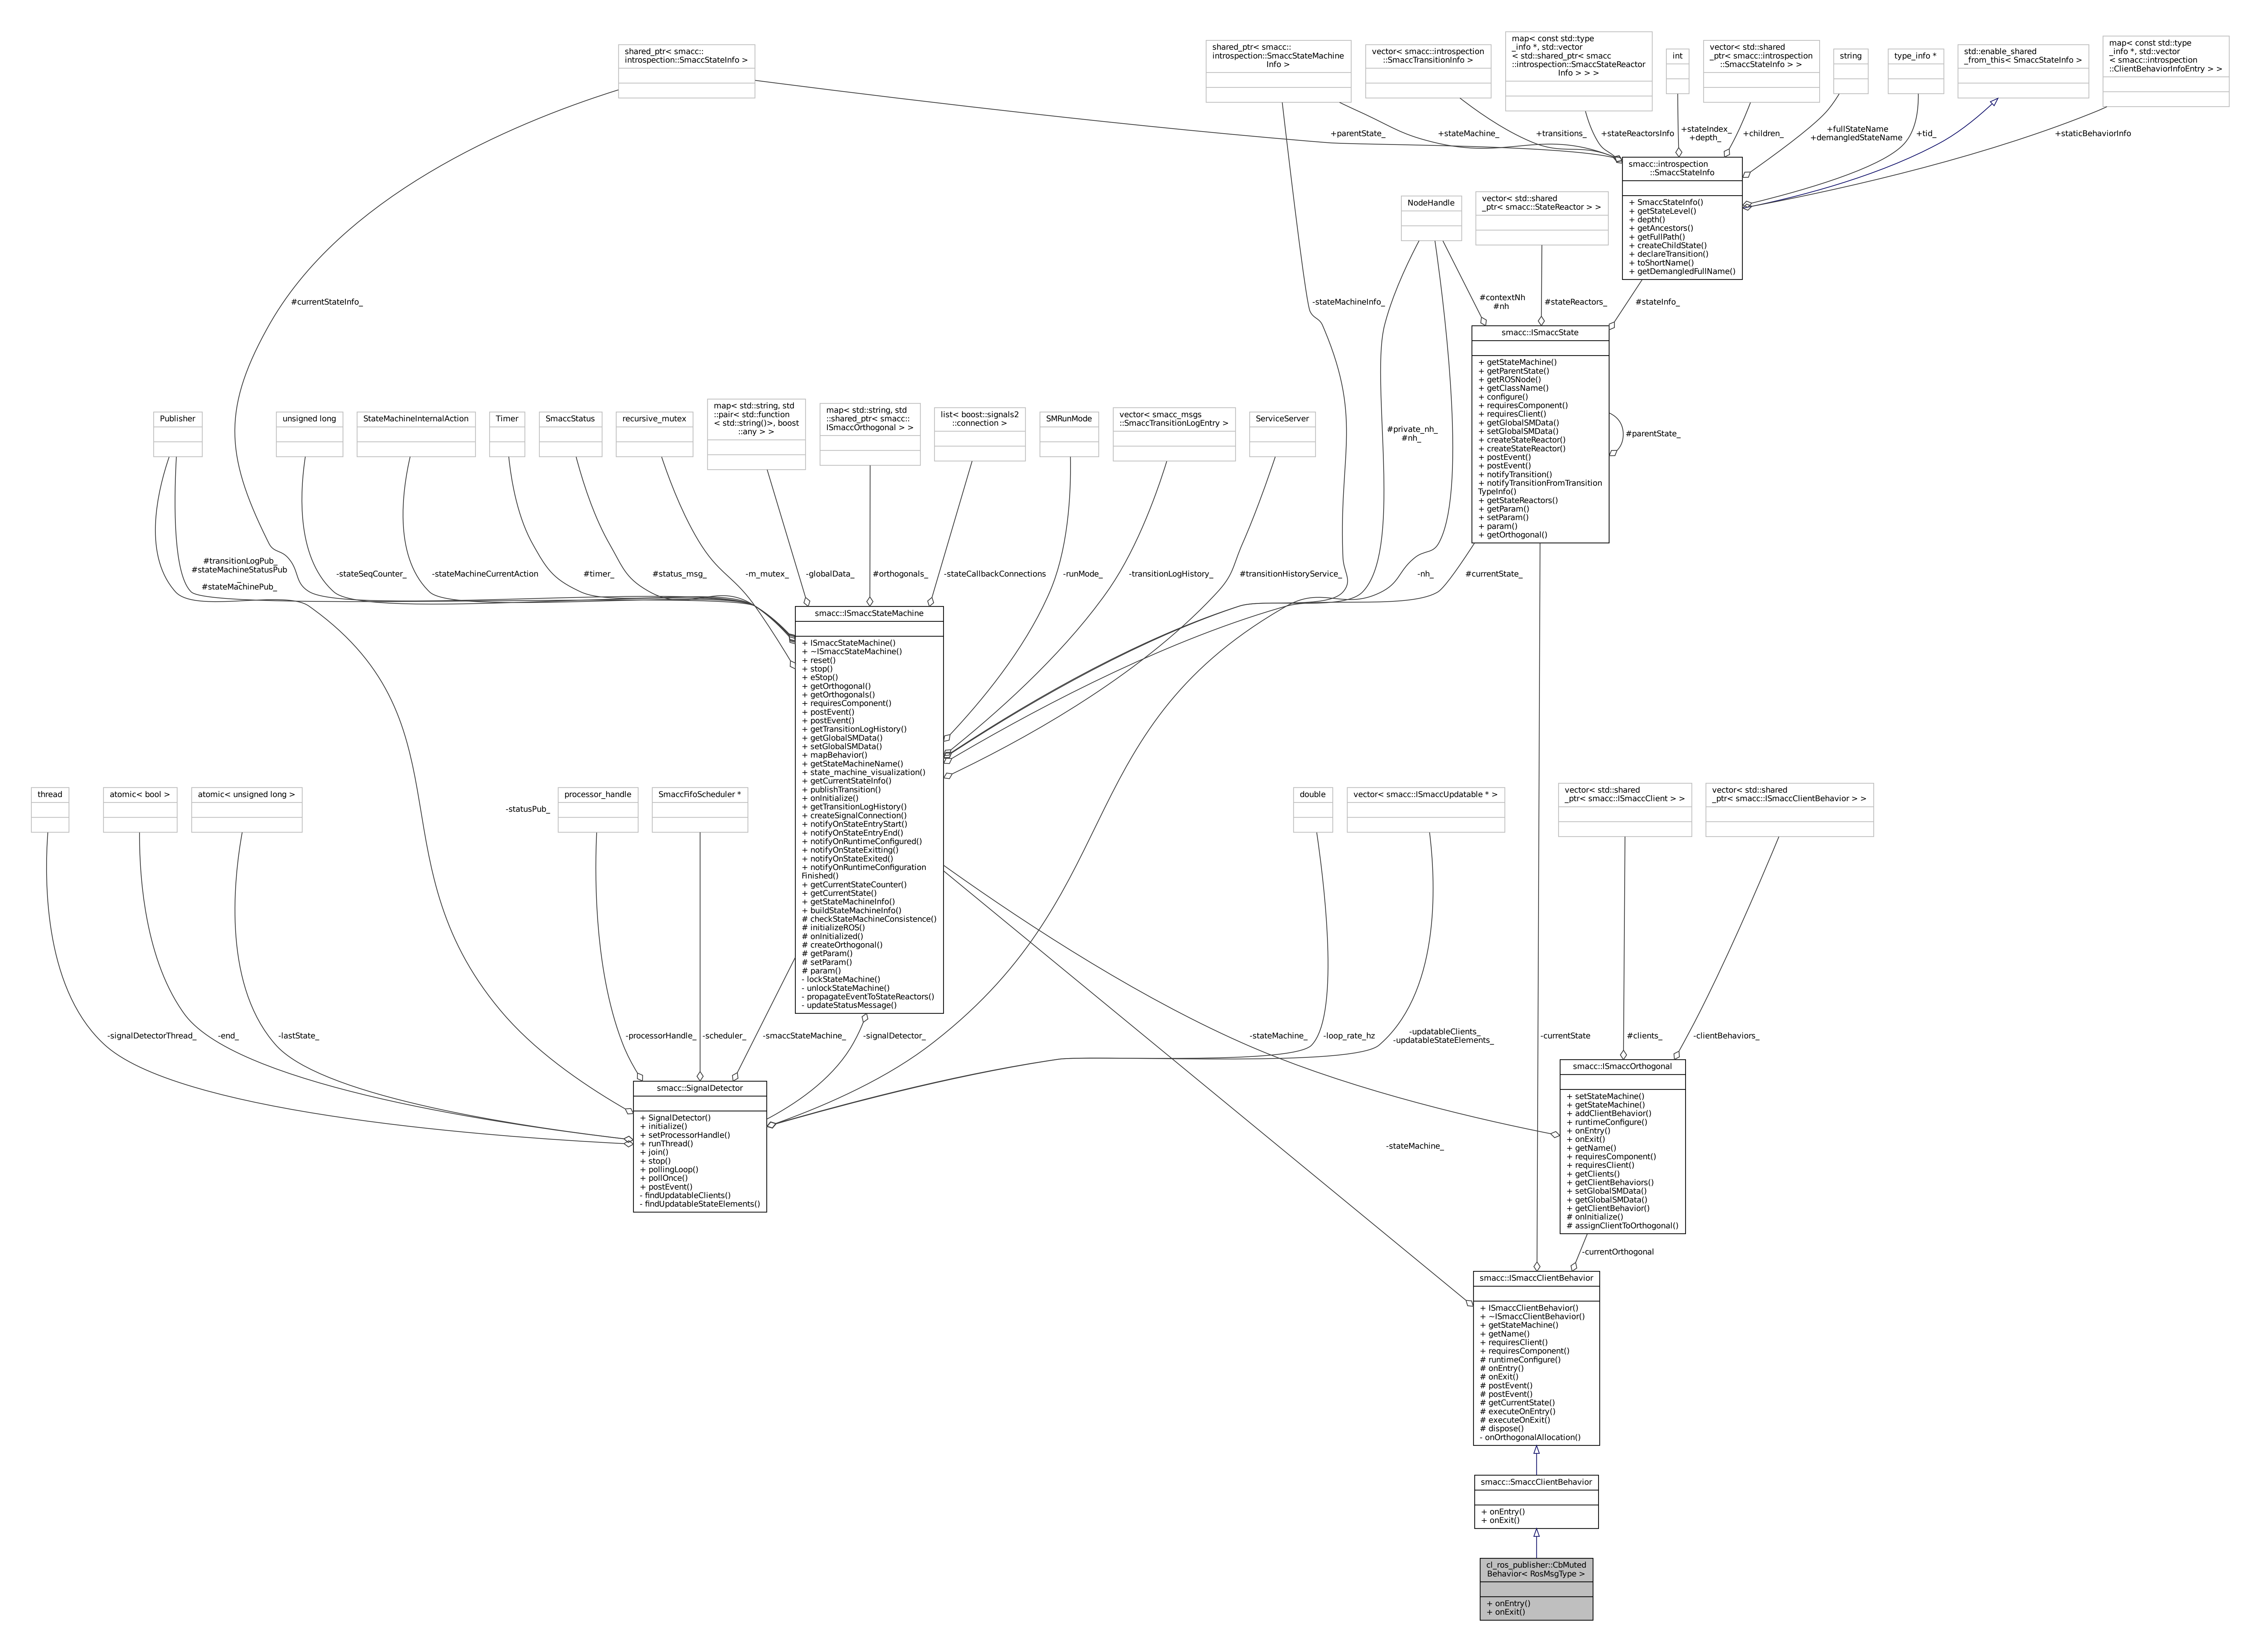 shared_ptr< smacc::
introspection::SmaccStateInfo >
shared_ptr< smacc::
introspection::SmaccStateMachine
Info >
vector< smacc::introspection
::SmaccTransitionInfo >
map< const std::type
_info *, std::vector
< std::shared_ptr< smacc
::introspection::SmaccStateReactor
Info > > >
int
vector< std::shared
_ptr< smacc::introspection
::SmaccStateInfo > >
string
type_info *
std::enable_shared
_from_this< SmaccStateInfo >
map< const std::type
_info *, std::vector
< smacc::introspection
::ClientBehaviorInfoEntry > >
+parentState_
+stateMachine_
+transitions_
+stateReactorsInfo
+stateIndex_
+depth_
+children_
+fullStateName
+demangledStateName
+tid_
+staticBehaviorInfo
smacc::introspection
::SmaccStateInfo
+ SmaccStateInfo()
+ getStateLevel()
+ depth()
+ getAncestors()
+ getFullPath()
+ createChildState()
+ declareTransition()
+ toShortName()
+ getDemangledFullName()
NodeHandle
vector< std::shared
_ptr< smacc::StateReactor > >
#currentStateInfo_
-stateMachineInfo_
#contextNh
#nh
#stateReactors_
#stateInfo_
smacc::ISmaccState
+ getStateMachine()
+ getParentState()
+ getROSNode()
+ getClassName()
+ configure()
+ requiresComponent()
+ requiresClient()
+ getGlobalSMData()
+ setGlobalSMData()
+ createStateReactor()
+ createStateReactor()
+ postEvent()
+ postEvent()
+ notifyTransition()
+ notifyTransitionFromTransition
TypeInfo()
+ getStateReactors()
+ getParam()
+ setParam()
+ param()
+ getOrthogonal()
#parentState_
#private_nh_
#nh_
Publisher
unsigned long
StateMachineInternalAction
Timer
SmaccStatus
recursive_mutex
map< std::string, std
::pair< std::function
< std::string()>, boost
::any > >
map< std::string, std
::shared_ptr< smacc::
ISmaccOrthogonal > >
list< boost::signals2
::connection >
SMRunMode
vector< smacc_msgs
::SmaccTransitionLogEntry >
ServiceServer
#transitionLogPub_
#stateMachineStatusPub
_
#stateMachinePub_
-stateSeqCounter_
-stateMachineCurrentAction
#timer_
#status_msg_
-m_mutex_
-globalData_
#orthogonals_
-stateCallbackConnections
-runMode_
-transitionLogHistory_
#transitionHistoryService_
-nh_
#currentState_
smacc::ISmaccStateMachine
+ ISmaccStateMachine()
+ ~ISmaccStateMachine()
+ reset()
+ stop()
+ eStop()
+ getOrthogonal()
+ getOrthogonals()
+ requiresComponent()
+ postEvent()
+ postEvent()
+ getTransitionLogHistory()
+ getGlobalSMData()
+ setGlobalSMData()
+ mapBehavior()
+ getStateMachineName()
+ state_machine_visualization()
+ getCurrentStateInfo()
+ publishTransition()
+ onInitialize()
+ getTransitionLogHistory()
+ createSignalConnection()
+ notifyOnStateEntryStart()
+ notifyOnStateEntryEnd()
+ notifyOnRuntimeConfigured()
+ notifyOnStateExitting()
+ notifyOnStateExited()
+ notifyOnRuntimeConfiguration
Finished()
+ getCurrentStateCounter()
+ getCurrentState()
+ getStateMachineInfo()
+ buildStateMachineInfo()
# checkStateMachineConsistence()
# initializeROS()
# onInitialized()
# createOrthogonal()
# getParam()
# setParam()
# param()
- lockStateMachine()
- unlockStateMachine()
- propagateEventToStateReactors()
- updateStatusMessage()
thread
atomic< bool >
atomic< unsigned long >
-statusPub_
processor_handle
SmaccFifoScheduler *
double
vector< smacc::ISmaccUpdatable * >
vector< std::shared
_ptr< smacc::ISmaccClient > >
vector< std::shared
_ptr< smacc::ISmaccClientBehavior > >
-signalDetectorThread_
-end_
-lastState_
-processorHandle_
-scheduler_
-smaccStateMachine_
-signalDetector_
-stateMachine_
-loop_rate_hz
-updatableClients_
-updatableStateElements_
-currentState
#clients_
-clientBehaviors_
smacc::SignalDetector
+ SignalDetector()
+ initialize()
+ setProcessorHandle()
+ runThread()
+ join()
+ stop()
+ pollingLoop()
+ pollOnce()
+ postEvent()
- findUpdatableClients()
- findUpdatableStateElements()
smacc::ISmaccOrthogonal
+ setStateMachine()
+ getStateMachine()
+ addClientBehavior()
+ runtimeConfigure()
+ onEntry()
+ onExit()
+ getName()
+ requiresComponent()
+ requiresClient()
+ getClients()
+ getClientBehaviors()
+ setGlobalSMData()
+ getGlobalSMData()
+ getClientBehavior()
# onInitialize()
# assignClientToOrthogonal()
-stateMachine_
-currentOrthogonal
smacc::ISmaccClientBehavior
+ ISmaccClientBehavior()
+ ~ISmaccClientBehavior()
+ getStateMachine()
+ getName()
+ requiresClient()
+ requiresComponent()
# runtimeConfigure()
# onEntry()
# onExit()
# postEvent()
# postEvent()
# getCurrentState()
# executeOnEntry()
# executeOnExit()
# dispose()
- onOrthogonalAllocation()
smacc::SmaccClientBehavior
+ onEntry()
+ onExit()
cl_ros_publisher::CbMuted
Behavior< RosMsgType >
+ onEntry()
+ onExit()